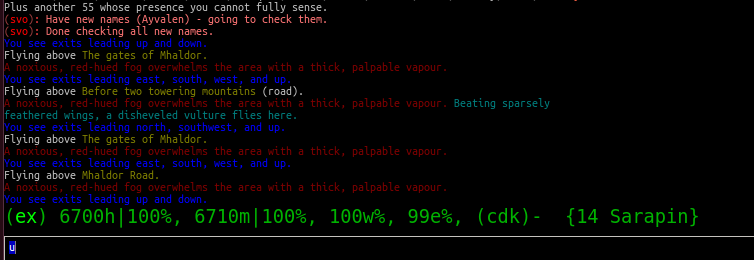 Plus another 55 whose presence you cannot fully sense.
(svo): Have new names (Ayvalen) - going to check them.
(svo): Done checking all new names.
You see exits leading up and down.
Flying above The gates of Mhaldor.
A noxious, red-hued fog overwhelms the area with a thick, palpable vapour.
You see exits leading east, south, west, and up.
Flying above Before two towering mountains (road).
A noxious, red-hued fog overwhelms the area with a thick, palpable vapour. Beating sparsely
feathered wings, a disheveled vulture flies here.
You see exits leading north, southwest, and up.
Flying above The gates of Mhaldor.
A noxious, red-hued fog overwhelms the area with a thick, palpable vapour.
You see exits leading east, south, west, and up.
Flying above Mhaldor Road.
A noxious, red-hued fog overwhelms the area with a thick, palpable vapour.
You see exits leading up and down.
(ex) 6700h|100%, 6710m|100%, 100w%, 99e%, (cdk)- {14 Sarapin}
u